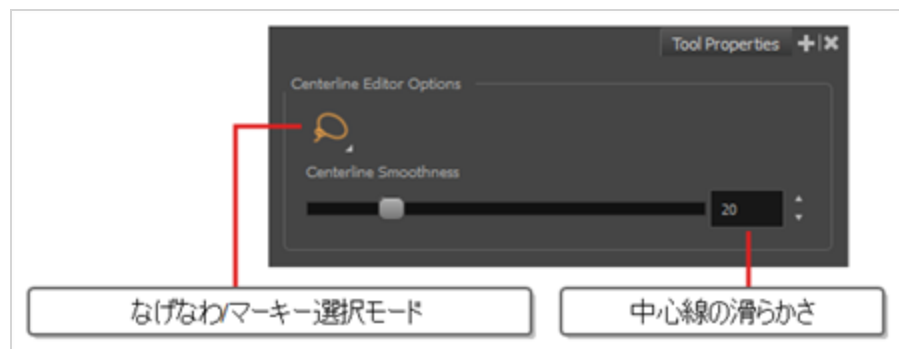 Tool Properties
Centerline Editor Options
Centerline Smoothness
20
なげなわ/マーキー選択モード
中心線の滑らかさ